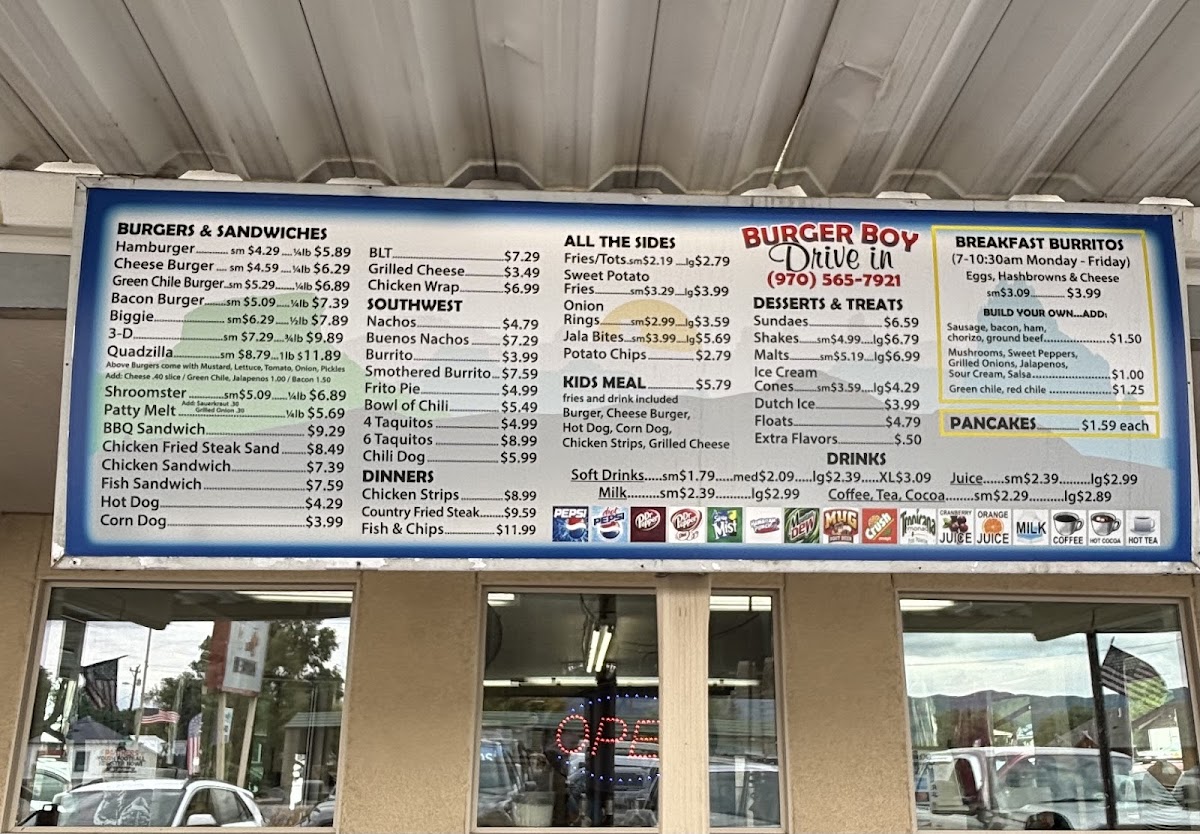 BURGERS & SANDWICHES
Hamburger........... sm $4.29 .... ¼lb $5.89
Cheese Burger .... sm $4.59 ... ¼lb $6.29
Green Chile Burger..sm $5.29......¼lb $6.89
Bacon Burger.......sm $5.09.....¼lb $7.39
Biggie................sm$6.29 .... ½lb $7.89
3-D.....................sm $7.29....¾lb $9.89
Quadzilla............sm $8.79...1lb $11.89
Above Burgers come with Mustard, Lettuce, Tomato, Onion, Pickles
Add: Cheese .40 slice / Green Chile, Jalapenos 1.00 / Bacon 1.50
Shroomster .........sm$5.09.....¼lb $6.89
Add: Sauerkraut .30
Grilled Onion .30
Patty Melt ..........................¼lb $5.69
BBQ Sandwich.......................$9.29
Chicken Fried Steak Sand ......$8.49
Chicken Sandwich..................$7.39
Fish Sandwich........................$7.59
Hot Dog................................$4.29
Corn Dog..............................$3.99
BLT................................$7.29
Grilled Cheese..............$3.49
Chicken Wrap...............$6.99
SOUTHWEST
Nachos.........................$4.79
Buenos Nachos............$7.29
Burrito.........................$3.99
Smothered Burrito...$7.59
Frito Pie.......................$4.99
Bowl of Chili................$5.49
4 Taquitos...................$4.99
6 Taquitos...................$8.99
Chili Dog.....................$5.99
DINNERS
Chicken Strips............$8.99
Country Fried Steak.......$9.59
Fish & Chips...............$11.99
ALL THE SIDES
Fries/Tots.sm$2.19 ...lg$2.79
Sweet Potato
Fries..........sm$3.29....lg$3.99
Onion
Rings.........sm$2.99....lg$3.59
Jala Bites...sm$3.99....lg$5.69
Potato Chips...............$2.79
KIDS MEAL ..............$5.79
fries and drink included
Burger, Cheese Burger,
Hot Dog, Corn Dog,
Chicken Strips, Grilled Cheese
BURGER BOY
Drive in
(970) 565-7921
DESSERTS & TREATS
Sundaes......................$6.59
Shakes.....sm$4.99....lg$6.79
Malts.......sm$5.19....lg$6.99
Ice Cream
Cones......sm$3.59....lg$4.29
Dutch Ice....................$3.99
Floats..........................$4.79
Extra Flavors...............$.50
DRINKS
Soft Drinks.....sm$1.79.....med$2.09.....lg$2.39.....XL$3.09
Juice.......sm$2.39........lg$2.99
Milk.........sm$2.39.........lg$2.99
Coffee, Tea, Cocoa........sm$2.29.........lg$2.89
BREAKFAST BURRITOS
(7-10:30am Monday - Friday)
Eggs, Hashbrowns & Cheese
sm$3.09............ $3.99
BUILD YOUR OWN...ADD:
Sausage, bacon, ham,
chorizo, ground beef.....................$1.50
Mushrooms, Sweet Peppers,
Grilled Onions, Jalapenos,
Sour Cream, Salsa........................$1.00
Green chile, red chile ...................$1.25
PANCAKES............$1.59 each
PEPSI
diet PEPSI
Dr Pepper
Dr Pepper
Mist
HAWAIIAN PUNCH
Mtn DEW
MUG ROOT BEER
Crush
Tropicana
CRANBERRY JUICE
ORANGE JUICE
MILK
COFFEE
HOT COCOA
HOT TEA
OPE